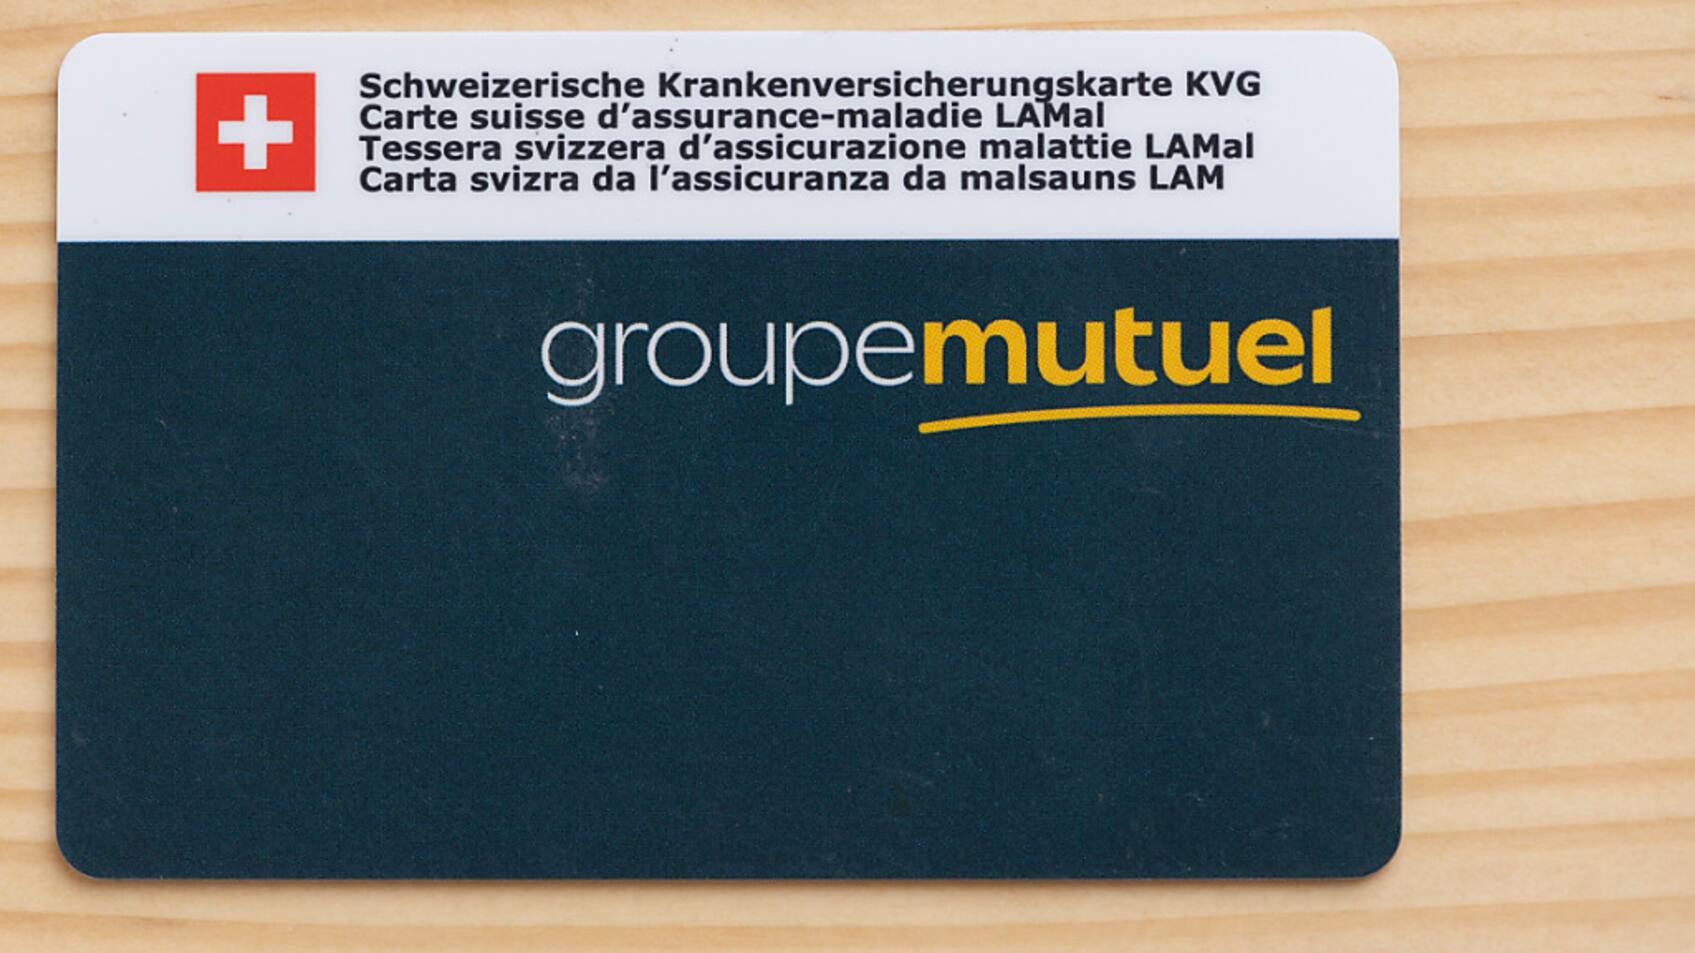 Schweizerische Krankenversicherungskarte KVG
Carte suisse d’assurance-maladie LAMal
Tessera svizzera d’assicurazione malattie LAMal
Carta svizra da l’assicuranza da malsauns LAM
groupemutuel